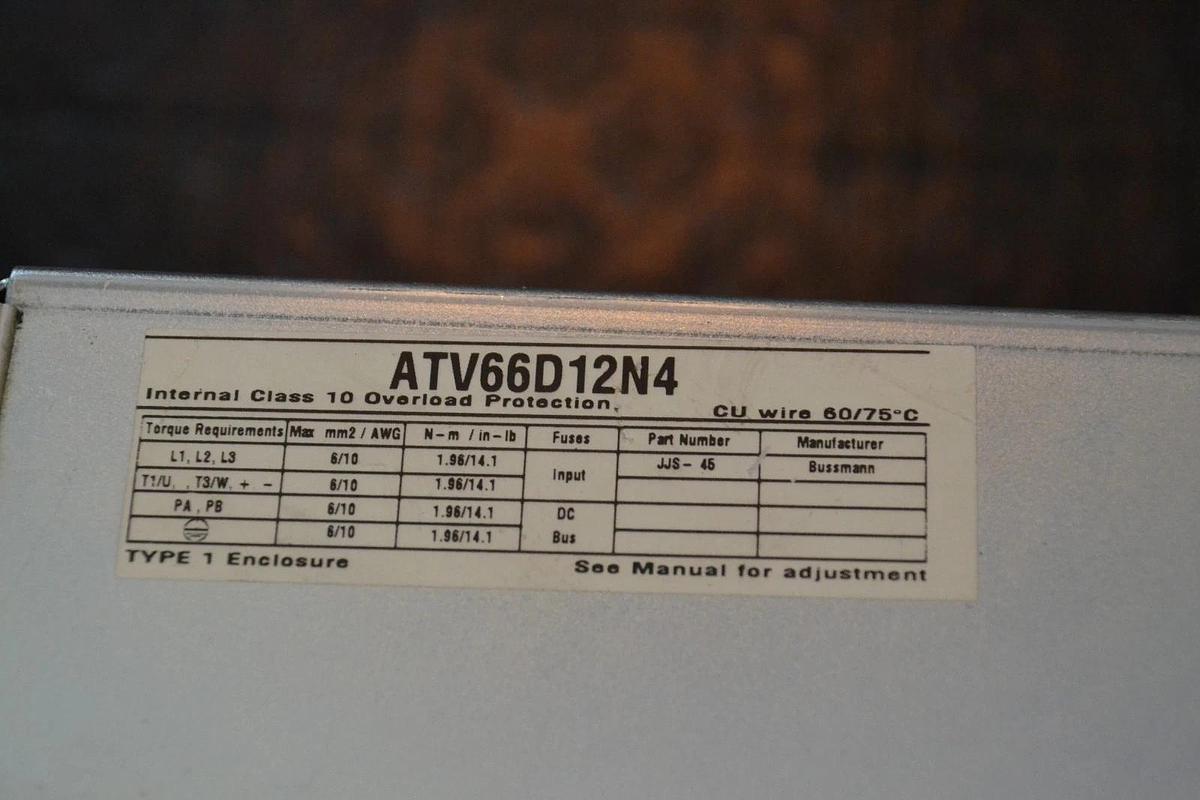 ATV66D12N4
Internal Class 10 Overload Protection.
CU wire 60/75°C
Torque Requirements Max mm2 / AWG N-m / in-lb Fuses Part Number Manufacturer
L1, L2, L3 6/10 1.96/14.1 Input JJS- 45 Bussmann
T1/U, , T3/W, + - 6/10 1.96/14.1
PA , PB 6/10 1.96/14.1 DC
6/10 1.96/14.1 Bus
TYPE 1 Enclosure
See Manual for adjustment